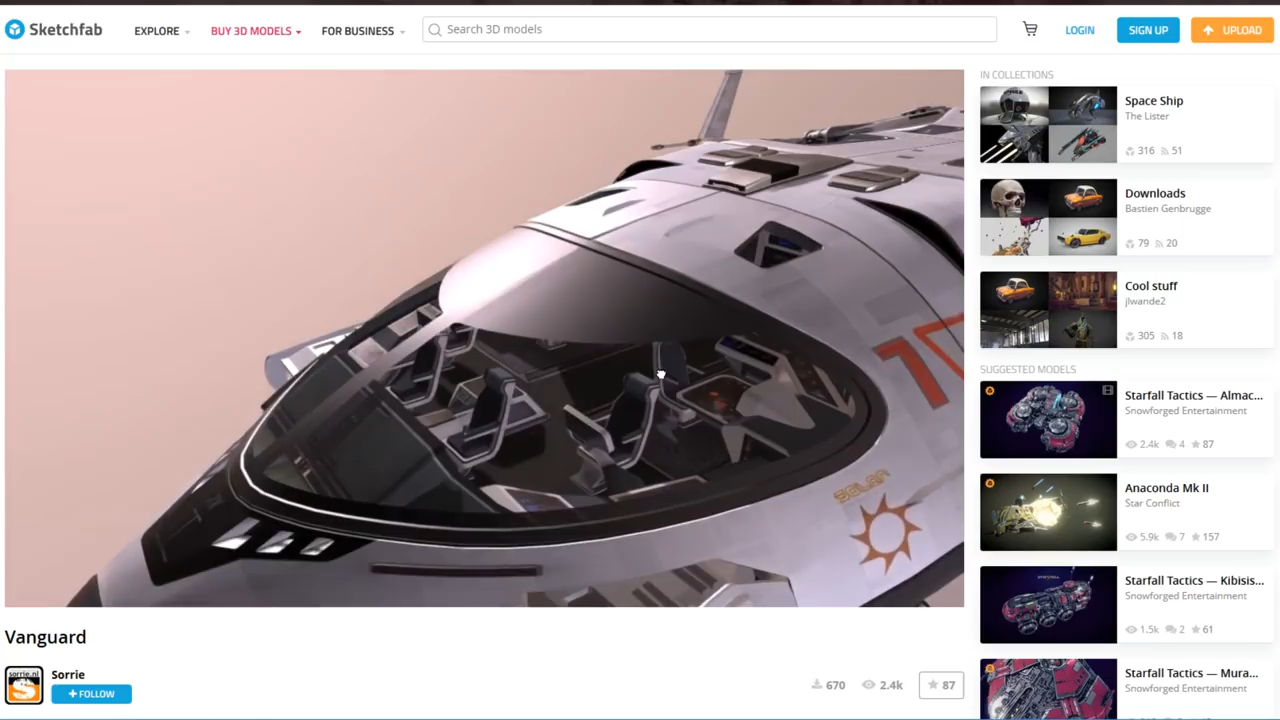 Sketchfab
EXPLORE
BUY 3D MODELS
FOR BUSINESS
Search 3D models
LOGIN
SIGN UP
UPLOAD
SOLAR
Vanguard
sorrie.nl
S
Sorrie
+ FOLLOW
670
2.4k
87
IN COLLECTIONS
Space Ship
The Lister
316 51
Downloads
Bastien Genbrugge
79 20
Cool stuff
jlwande2
305 18
SUGGESTED MODELS
Starfall Tactics — Almac...
Snowforged Entertainment
2.4k 4 87
Anaconda Mk II
Star Conflict
5.9k 7 157
Starfall Tactics — Kibisis...
Snowforged Entertainment
1.5k 2 61
Starfall Tactics — Mura...
Snowforged Entertainment